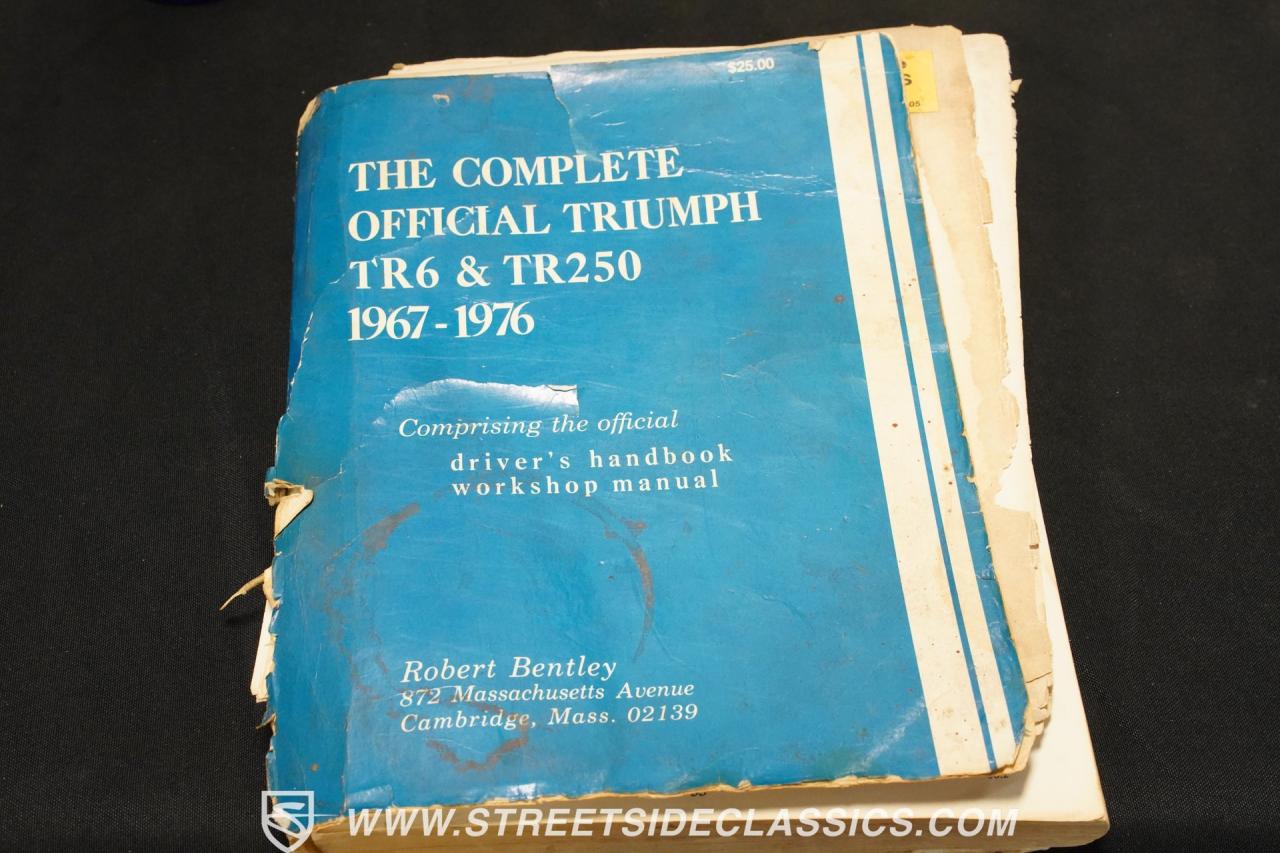 $25.00
05
THE COMPLETE
OFFICIAL TRIUMPH
TR6 & TR250
1967-1976
Comprising the official
driver's handbook
workshop manual
Robert Bentley
872 Massachusetts Avenue
Cambridge, Mass. 02139
WWW.STREETSIDECLASSICS.COM